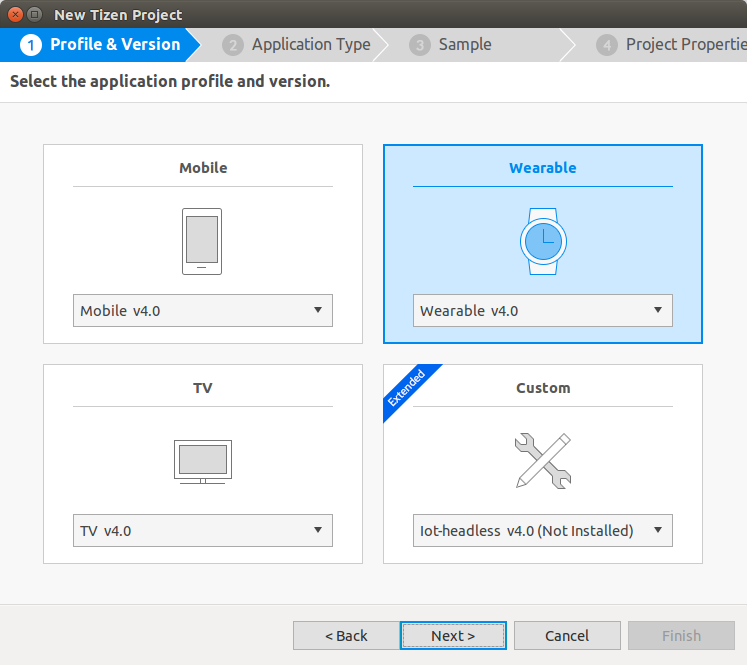 New Tizen Project
1 Profile & Version
2 Application Type
3 Sample
4 Project Propertie
Select the application profile and version.
Mobile
Wearable
Mobile v4.0
Wearable v4.0
TV
Extended
Custom
TV v4.0
Iot-headless v4.0 (Not Installed)
< Back
Next >
Cancel
Finish